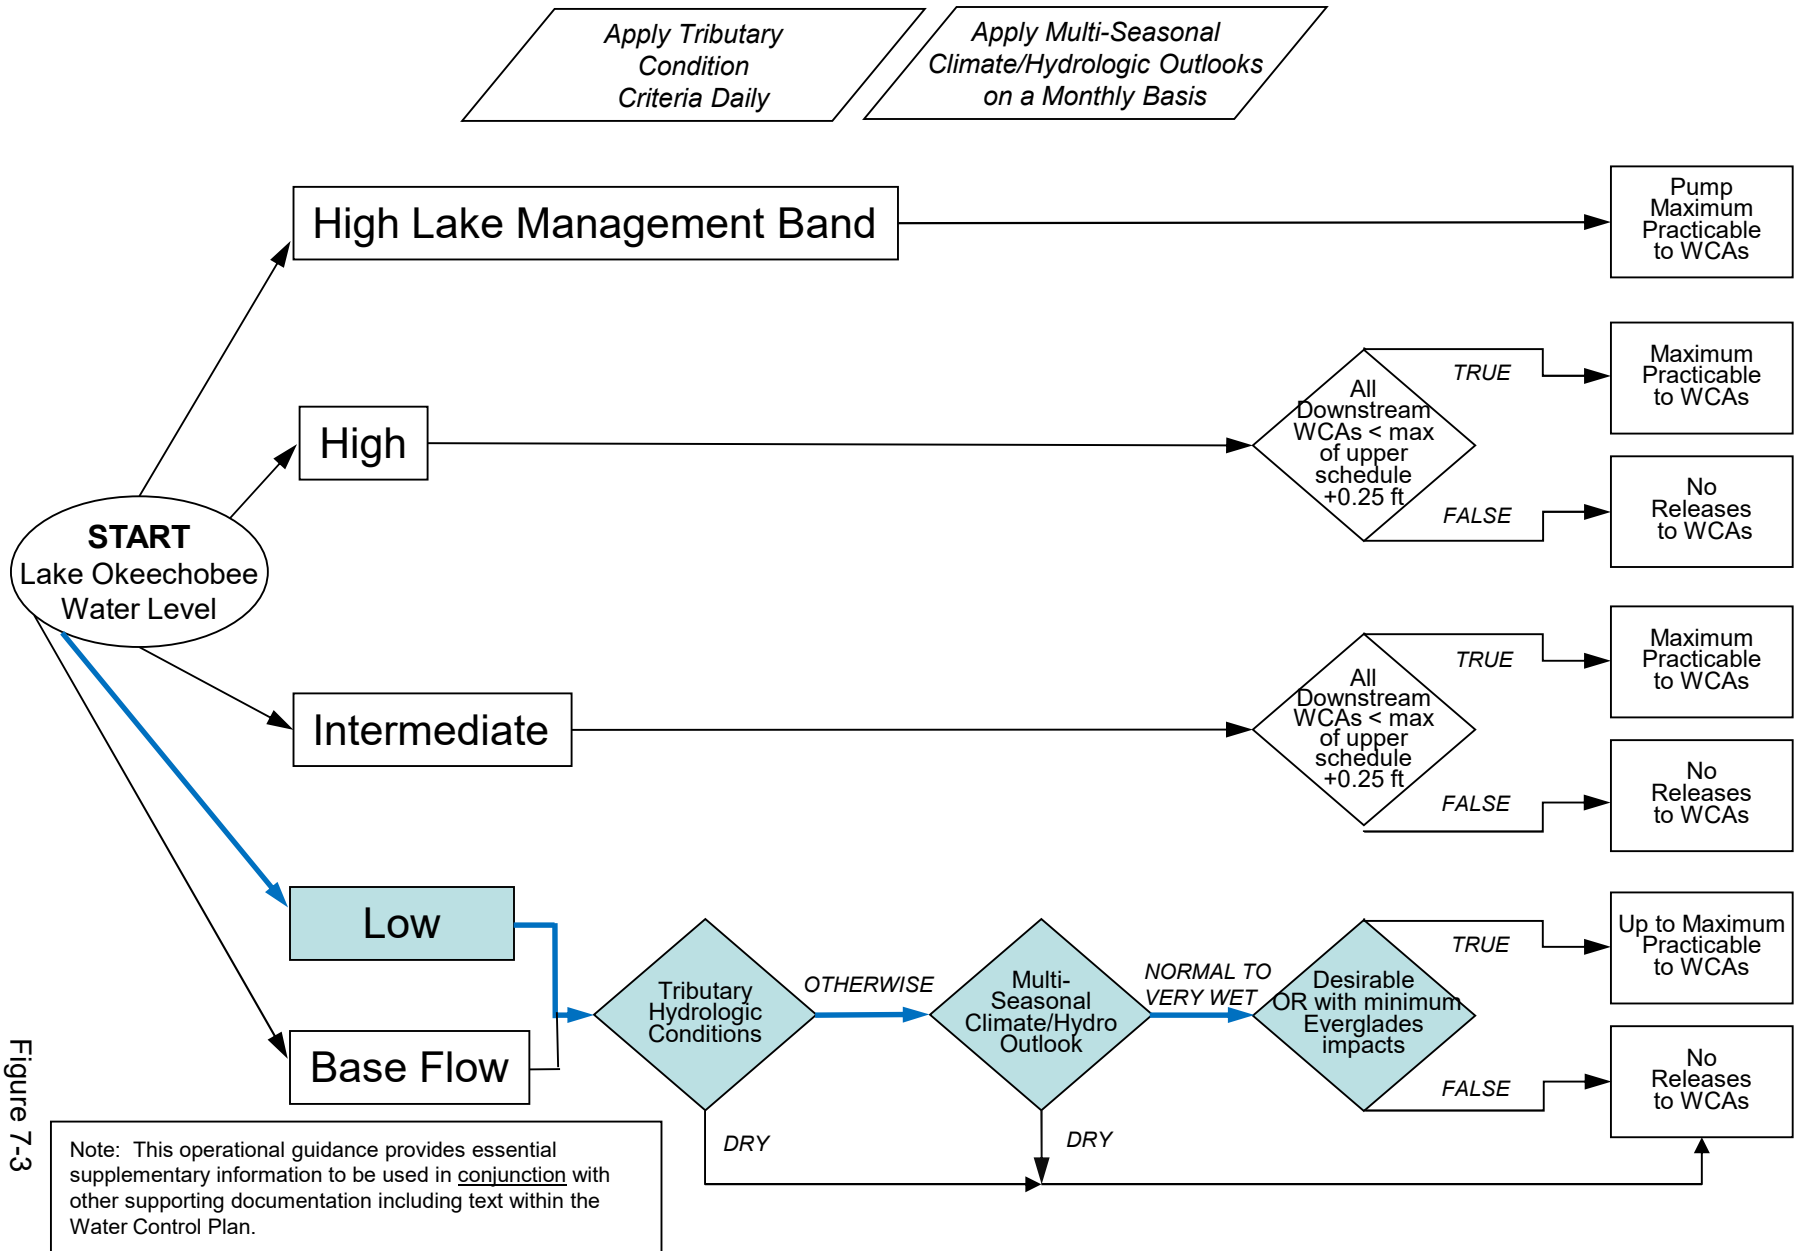 Apply Tributary
Condition
Criteria Daily
Apply Multi-Seasonal
Climate/Hydrologic Outlooks
on a Monthly Basis
High Lake Management Band
Pump
Maximum
Practicable
to WCAs
High
All
Downstream
WCAs < max
of upper
schedule
+0.25 ft
TRUE
Maximum
Practicable
to WCAs
FALSE
No
Releases
to WCAs
START
Lake Okeechobee
Water Level
Intermediate
All
Downstream
WCAs < max
of upper
schedule
+0.25 ft
TRUE
Maximum
Practicable
to WCAs
FALSE
No
Releases
to WCAs
Low
Base Flow
Tributary
Hydrologic
Conditions
OTHERWISE
DRY
Multi-
Seasonal
Climate/Hydro
Outlook
NORMAL TO
VERY WET
DRY
Desirable
OR with minimum
Everglades
impacts
TRUE
Up to Maximum
Practicable
to WCAs
FALSE
No
Releases
to WCAs
Figure 7-3
Note:  This operational guidance provides essential
supplementary information to be used in conjunction with
other supporting documentation including text within the
Water Control Plan.